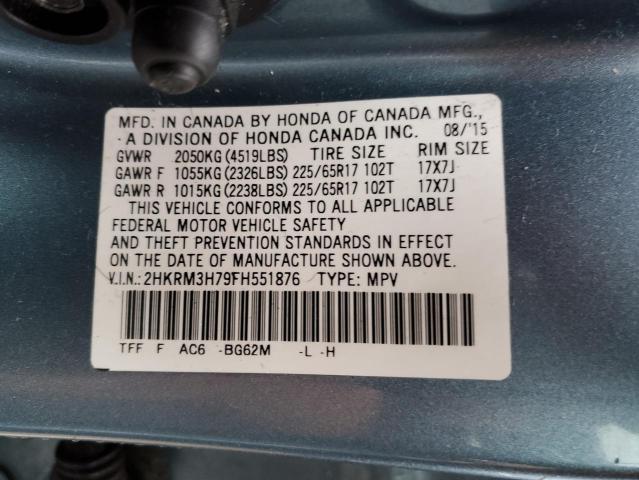 MFD. IN CANADA BY HONDA OF CANADA MFG.,
A DIVISION OF HONDA CANADA INC. 08/'15
GVWR 2050KG (4519LBS) TIRE SIZE RIM SIZE
GAWR F 1055KG (2326LBS) 225/65R17 102T 17X7J
GAWR R 1015KG (2238LBS) 225/65R17 102T 17X7J
THIS VEHICLE CONFORMS TO ALL APPLICABLE
FEDERAL MOTOR VEHICLE SAFETY
AND THEFT PREVENTION STANDARDS IN EFFECT
ON THE DATE OF MANUFACTURE SHOWN ABOVE.
V.I.N.: 2HKRM3H79FH551876 TYPE: MPV
TFF F AC6 -BG62M -L -H